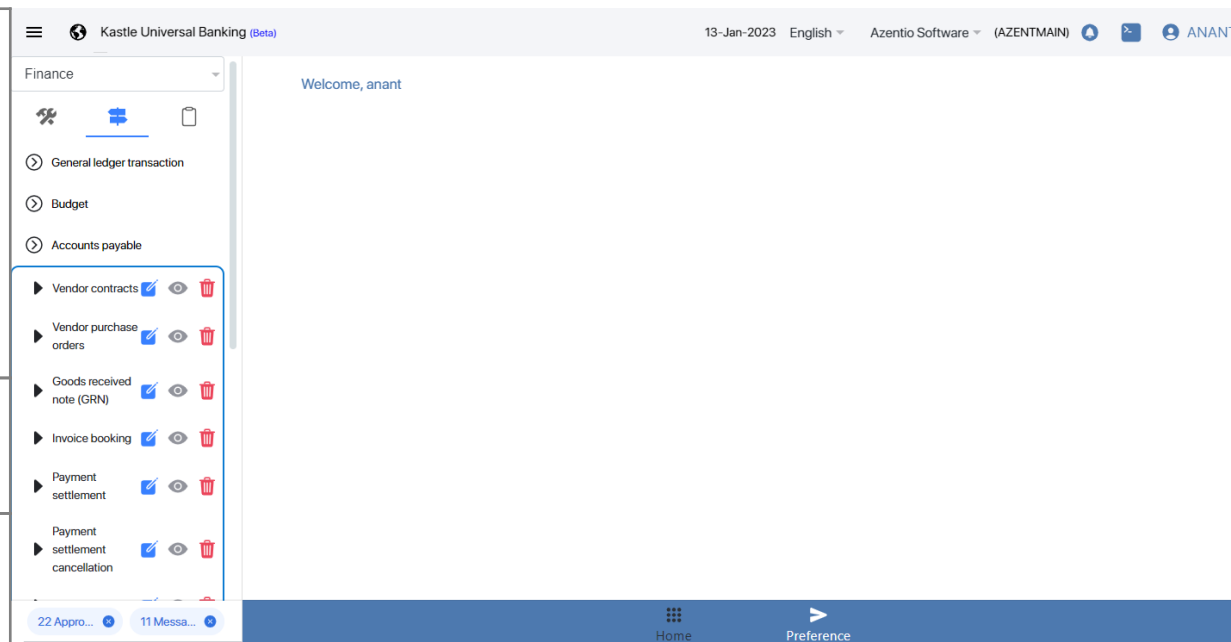 Kastle Universal Banking (Beta)
13-Jan-2023 English Azentio Software (AZENTMAIN) ANANT
Finance
Welcome, anant
General ledger transaction
Budget
Accounts payable
Vendor contracts
Vendor purchase
orders
Goods received
note (GRN)
Invoice booking
Payment
settlement
Payment
settlement
cancellation
22 Appro...
11 Messa...
Home
Preference